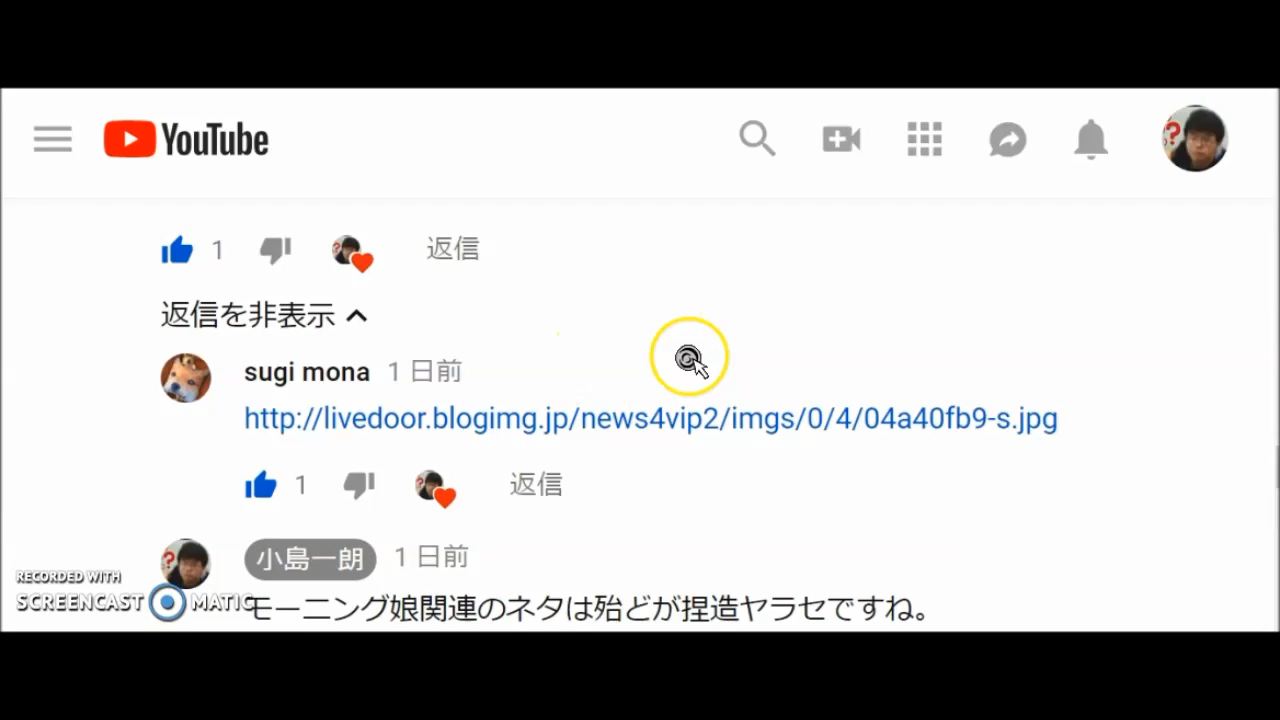 YouTube
1 返信
返信を非表示
sugi mona 1 日前
http://livedoor.blogimg.jp/news4vip2/imgs/0/4/04a40fb9-s.jpg
1 返信
小島一朗 1 日前
モーニング娘関連のネタは殆どが捏造ヤラセですね。
RECORDED WITH
SCREENCAST MATIC